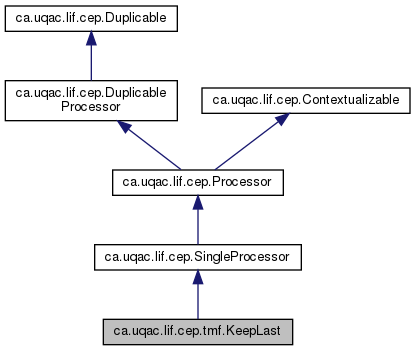 ca.uqac.lif.cep.Duplicable
ca.uqac.lif.cep.Duplicable
Processor
ca.uqac.lif.cep.Contextualizable
ca.uqac.lif.cep.Processor
ca.uqac.lif.cep.SingleProcessor
ca.uqac.lif.cep.tmf.KeepLast